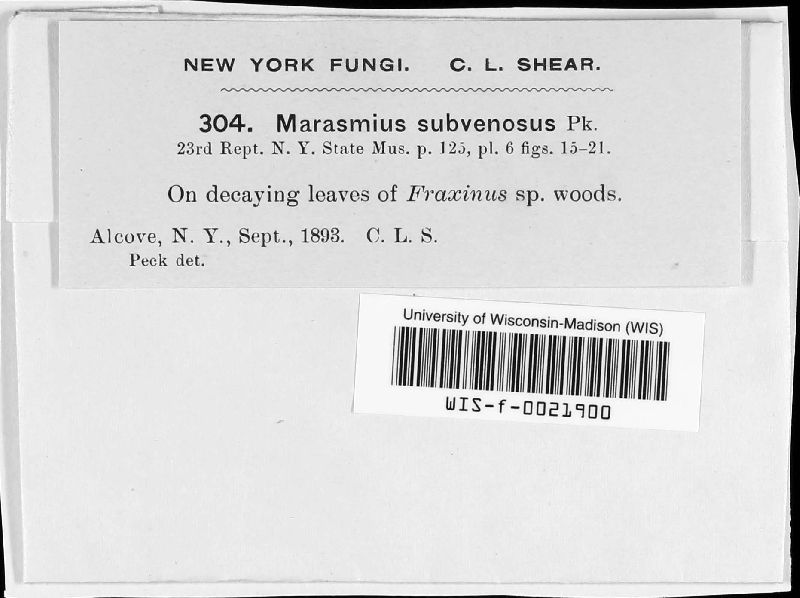 NEW YORK FUNGI. C. L. SHEAR.
304. Marasmius subvenosus Pk.
23rd Rept. N. Y. State Mus. p. 125, pl. 6 figs. 15–21.
On decaying leaves of Fraxinus sp. woods.
Alcove, N. Y., Sept., 1893. C. L. S.
Peck det.
University of Wisconsin-Madison (WIS)
WIS-f-0021900